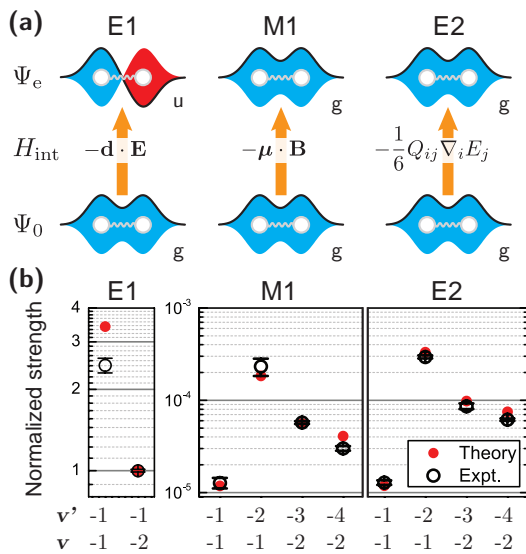 (a) E1 M1 E2
Ψe
u g g
Hint −d · E −μ · B −1/6 Qij∇iEj
Ψ0
g g g
(b) E1 M1 E2
Normalized strength
4
3
2
1
10-3
10-4
10-5
Theory
Expt.
v' -1 -1 -1 -2 -3 -4 -1 -2 -3 -4
v -1 -2 -1 -1 -2 -2 -1 -1 -2 -2